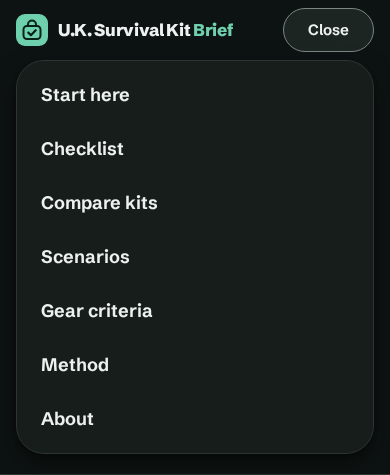 U.K. Survival Kit Brief
Close
Start here
Checklist
Compare kits
Scenarios
Gear criteria
Method
About